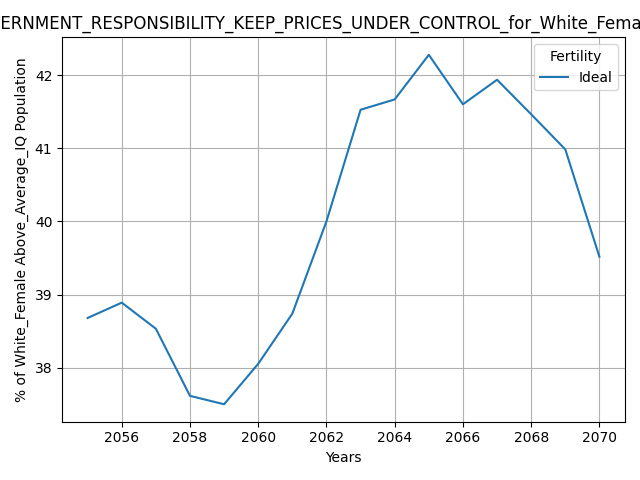 ERNMENT_RESPONSIBILITY_KEEP_PRICES_UNDER_CONTROL_for_White_Fema
Fertility
Ideal
% of White_Female Above_Average_IQ Population
42
41
40
39
38
2056 2058 2060 2062 2064 2066 2068 2070
Years